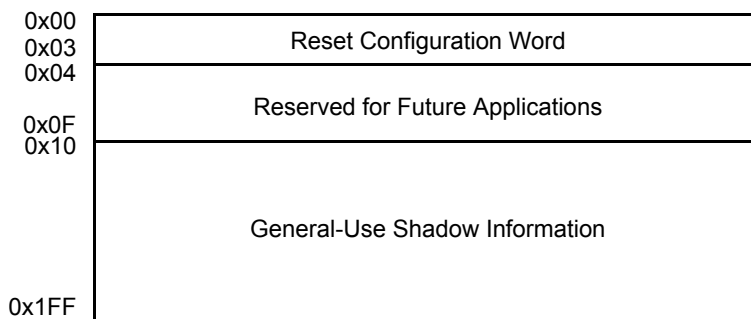 0x00
Reset Configuration Word
0x03
0x04
Reserved for Future Applications
0x0F
0x10
General-Use Shadow Information
0x1FF